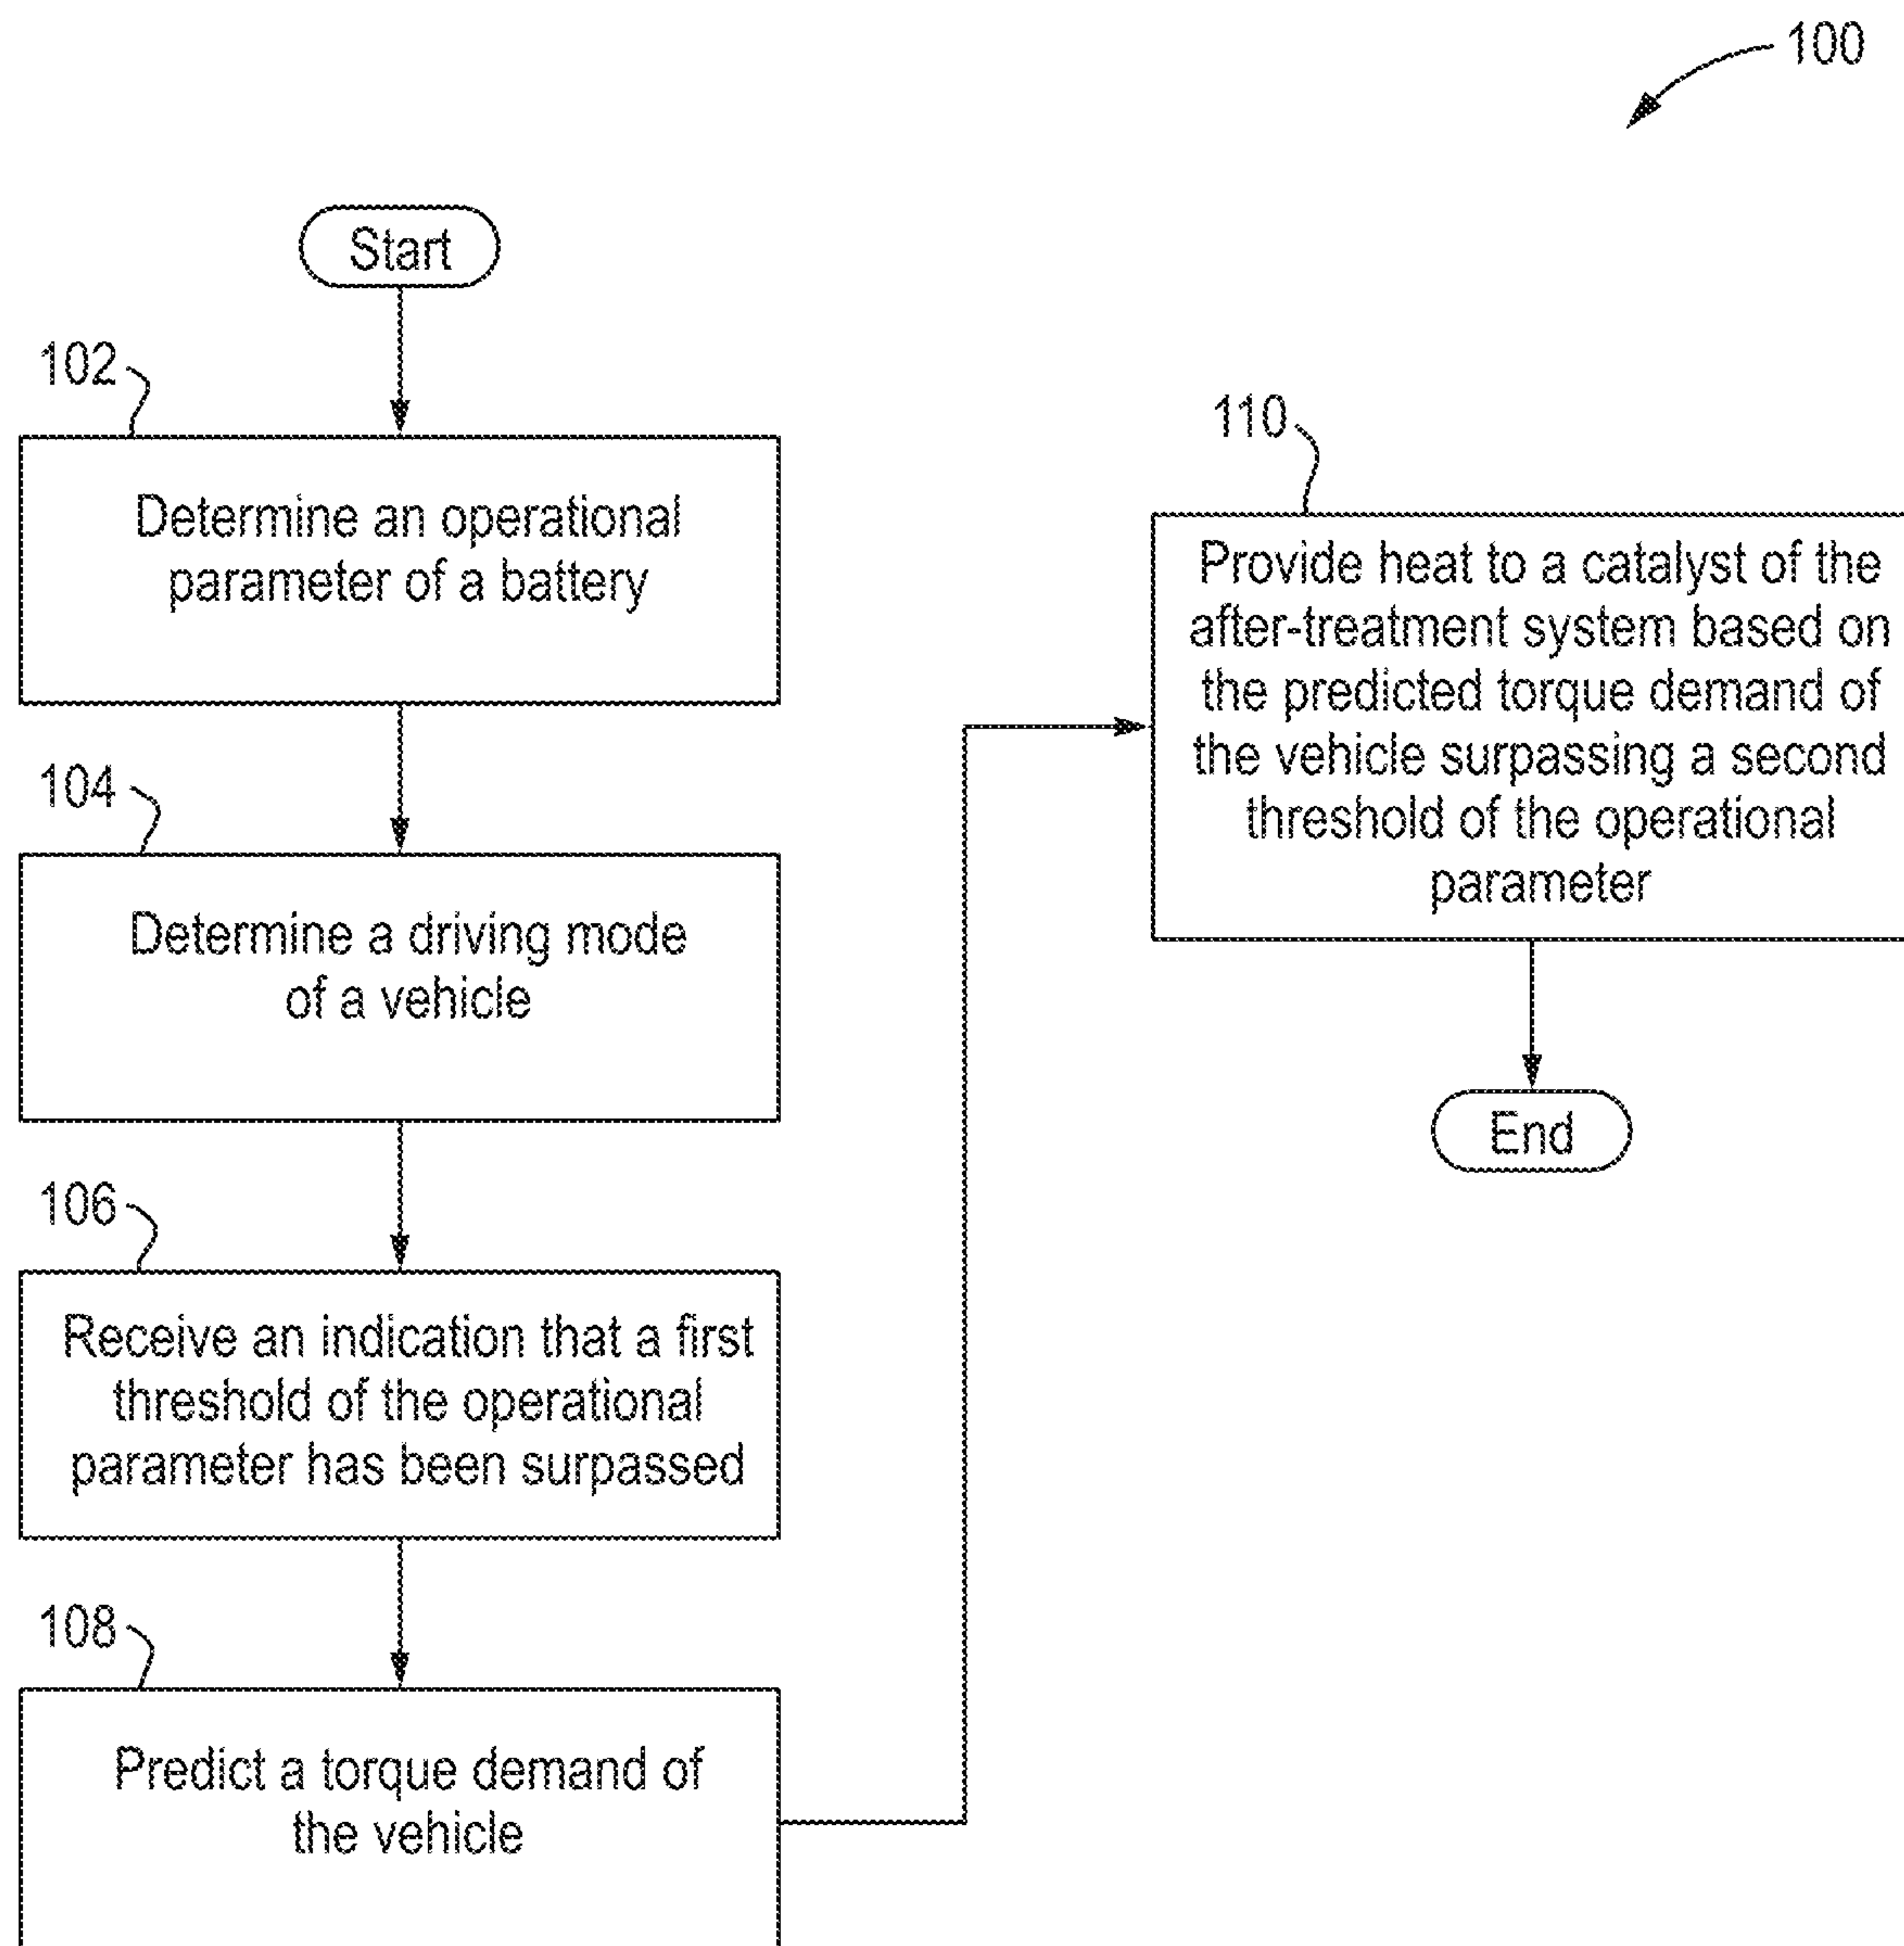 100
Start
102
Determine an operational
parameter of a battery
104
Determine a driving mode
of a vehicle
106
Receive an indication that a first
threshold of the operational
parameter has been surpassed
108
Predict a torque demand of
the vehicle
110
Provide heat to a catalyst of the
after-treatment system based on
the predicted torque demand of
the vehicle surpassing a second
threshold of the operational
parameter
End